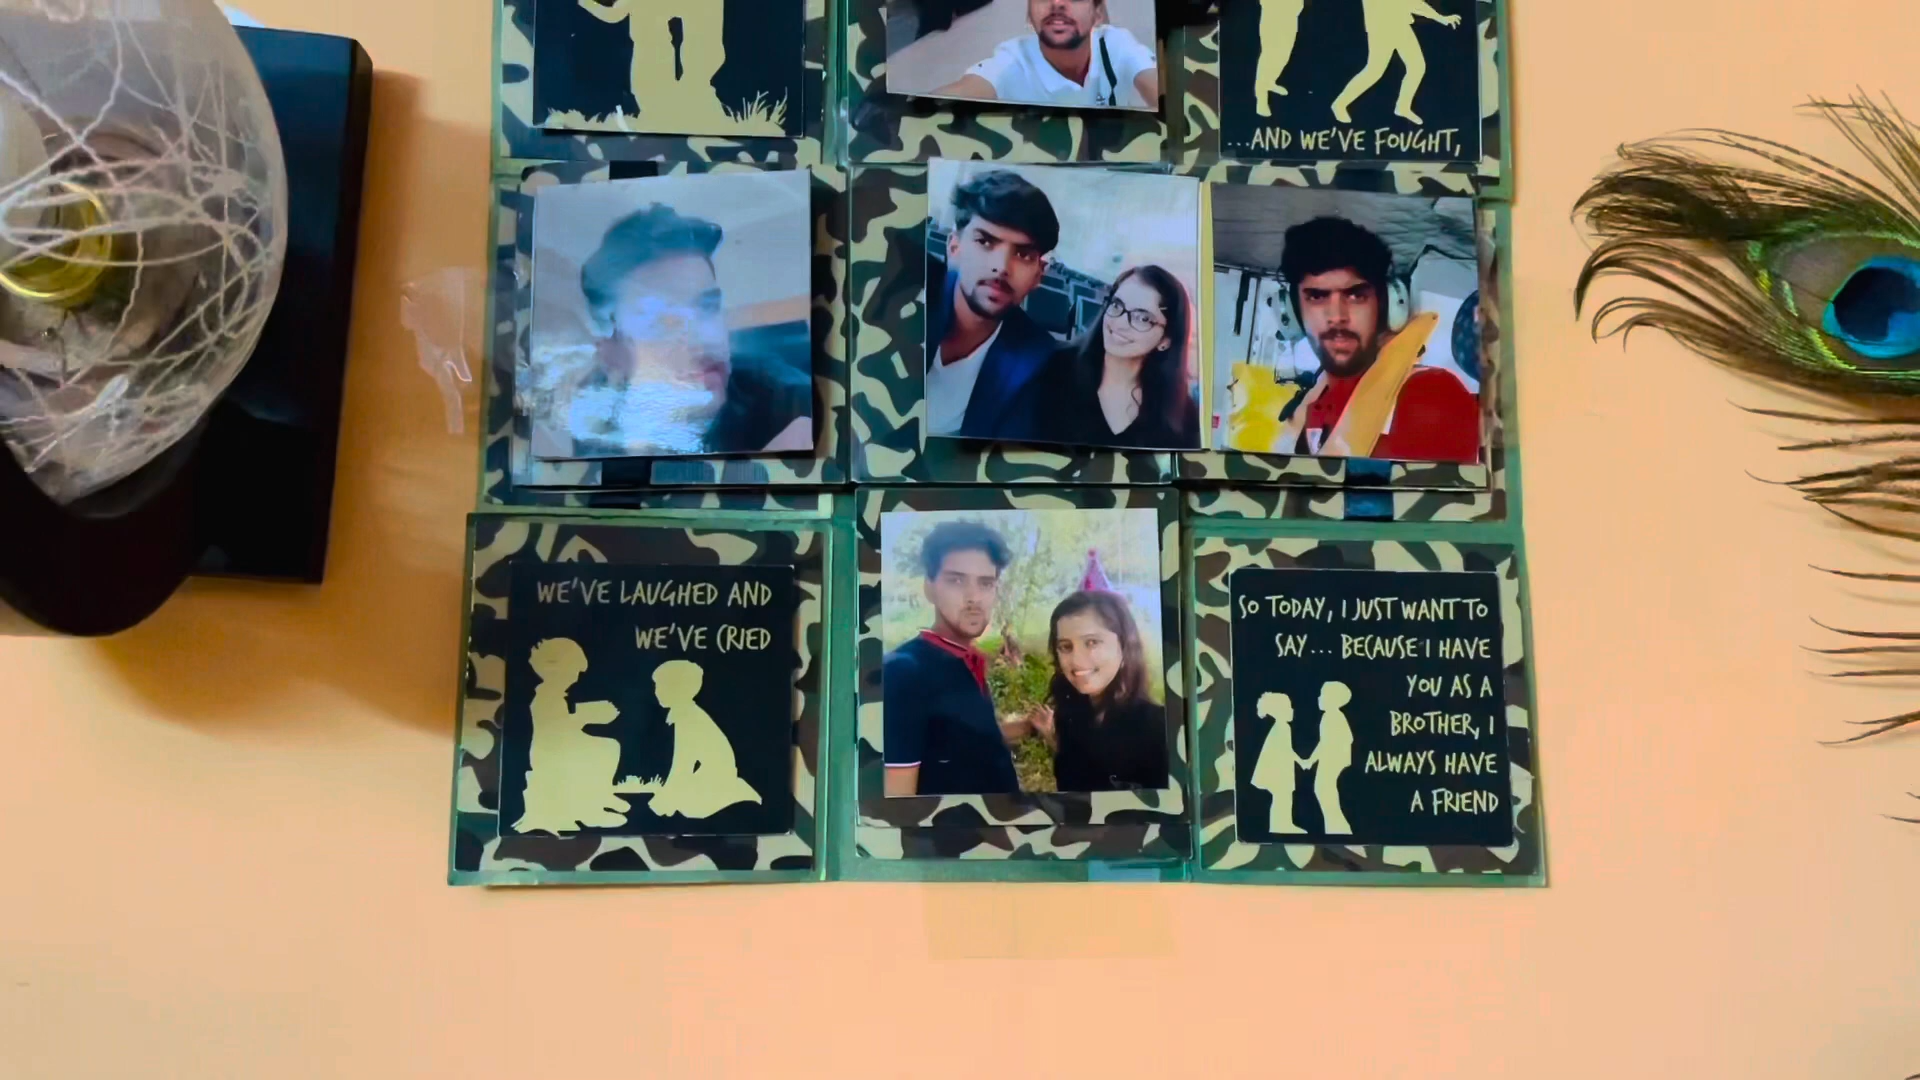 ...AND WE'VE FOUGHT,
WE'VE LAUGHED AND
WE'VE CRIED
SO TODAY, I JUST WANT TO
SAY... BECAUSE I HAVE
YOU AS A
BROTHER, I
ALWAYS HAVE
A FRIEND